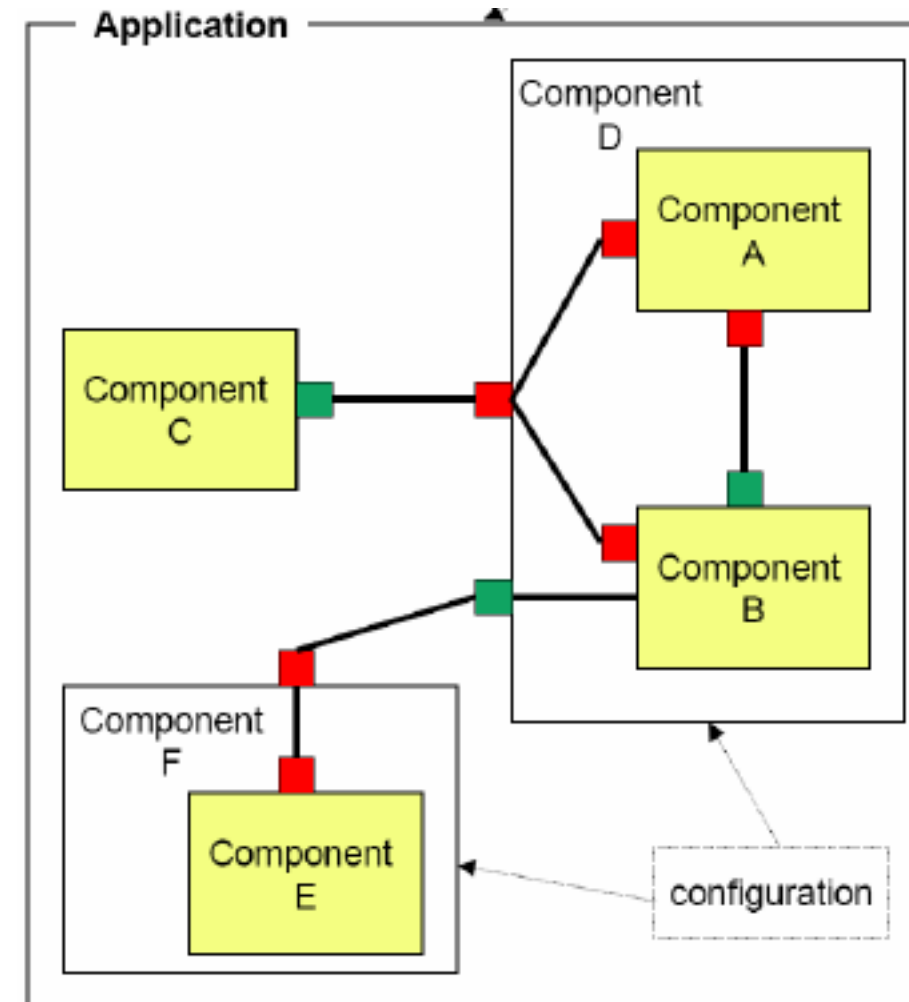 Application
Component
D
Component
A
Component
C
Component
B
Component
F
Component
E
configuration